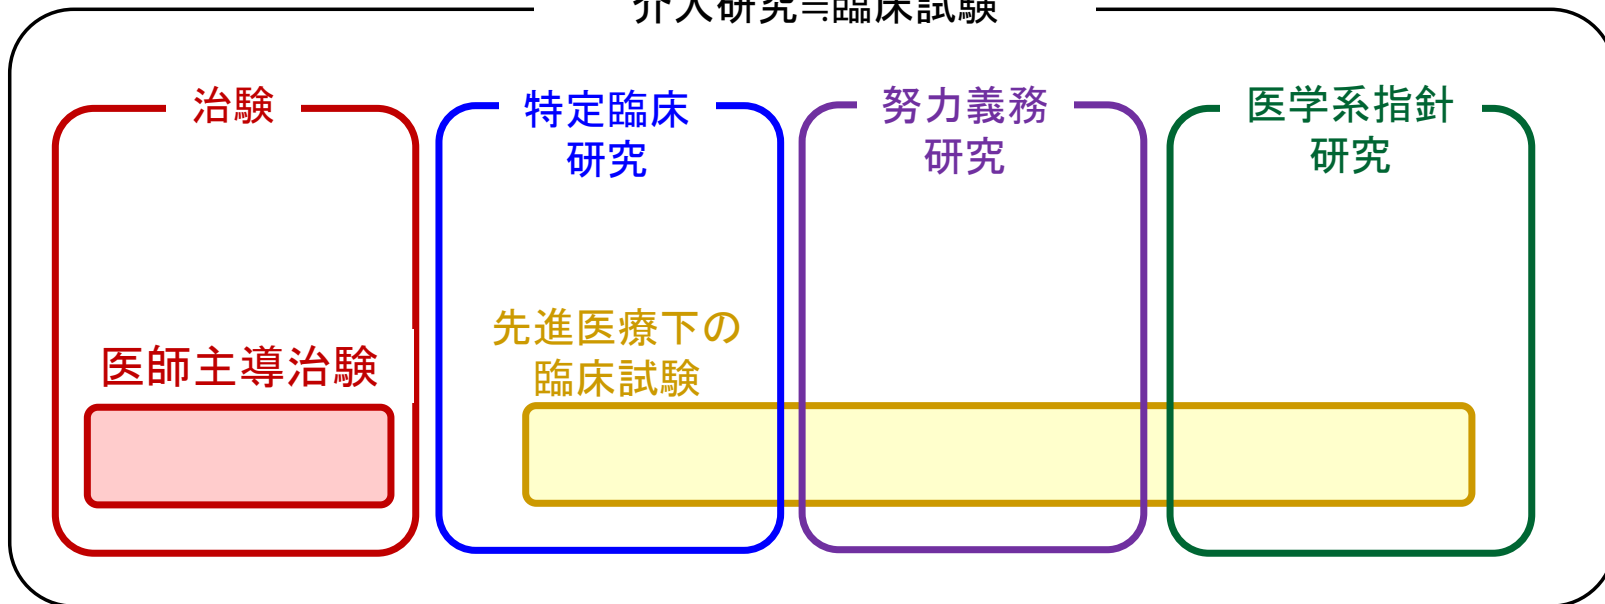 介入研究≒臨床試験
治験
特定臨床
研究
努力義務
研究
医学系指針
研究
医師主導治験
先進医療下の
臨床試験